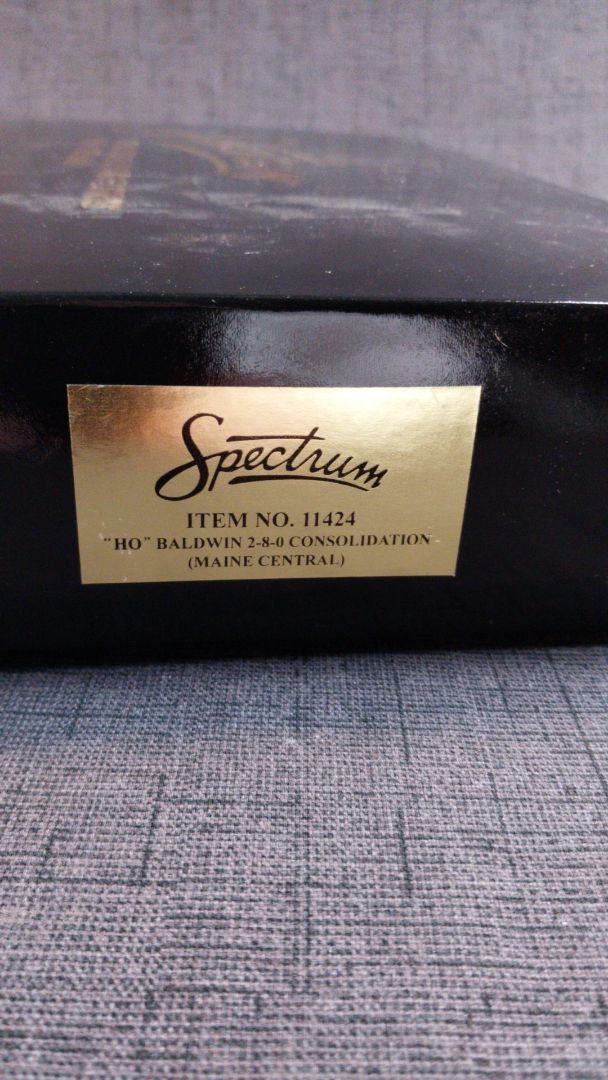 Spectrum
ITEM NO. 11424
"HO" BALDWIN 2-8-0 CONSOLIDATION
(MAINE CENTRAL)